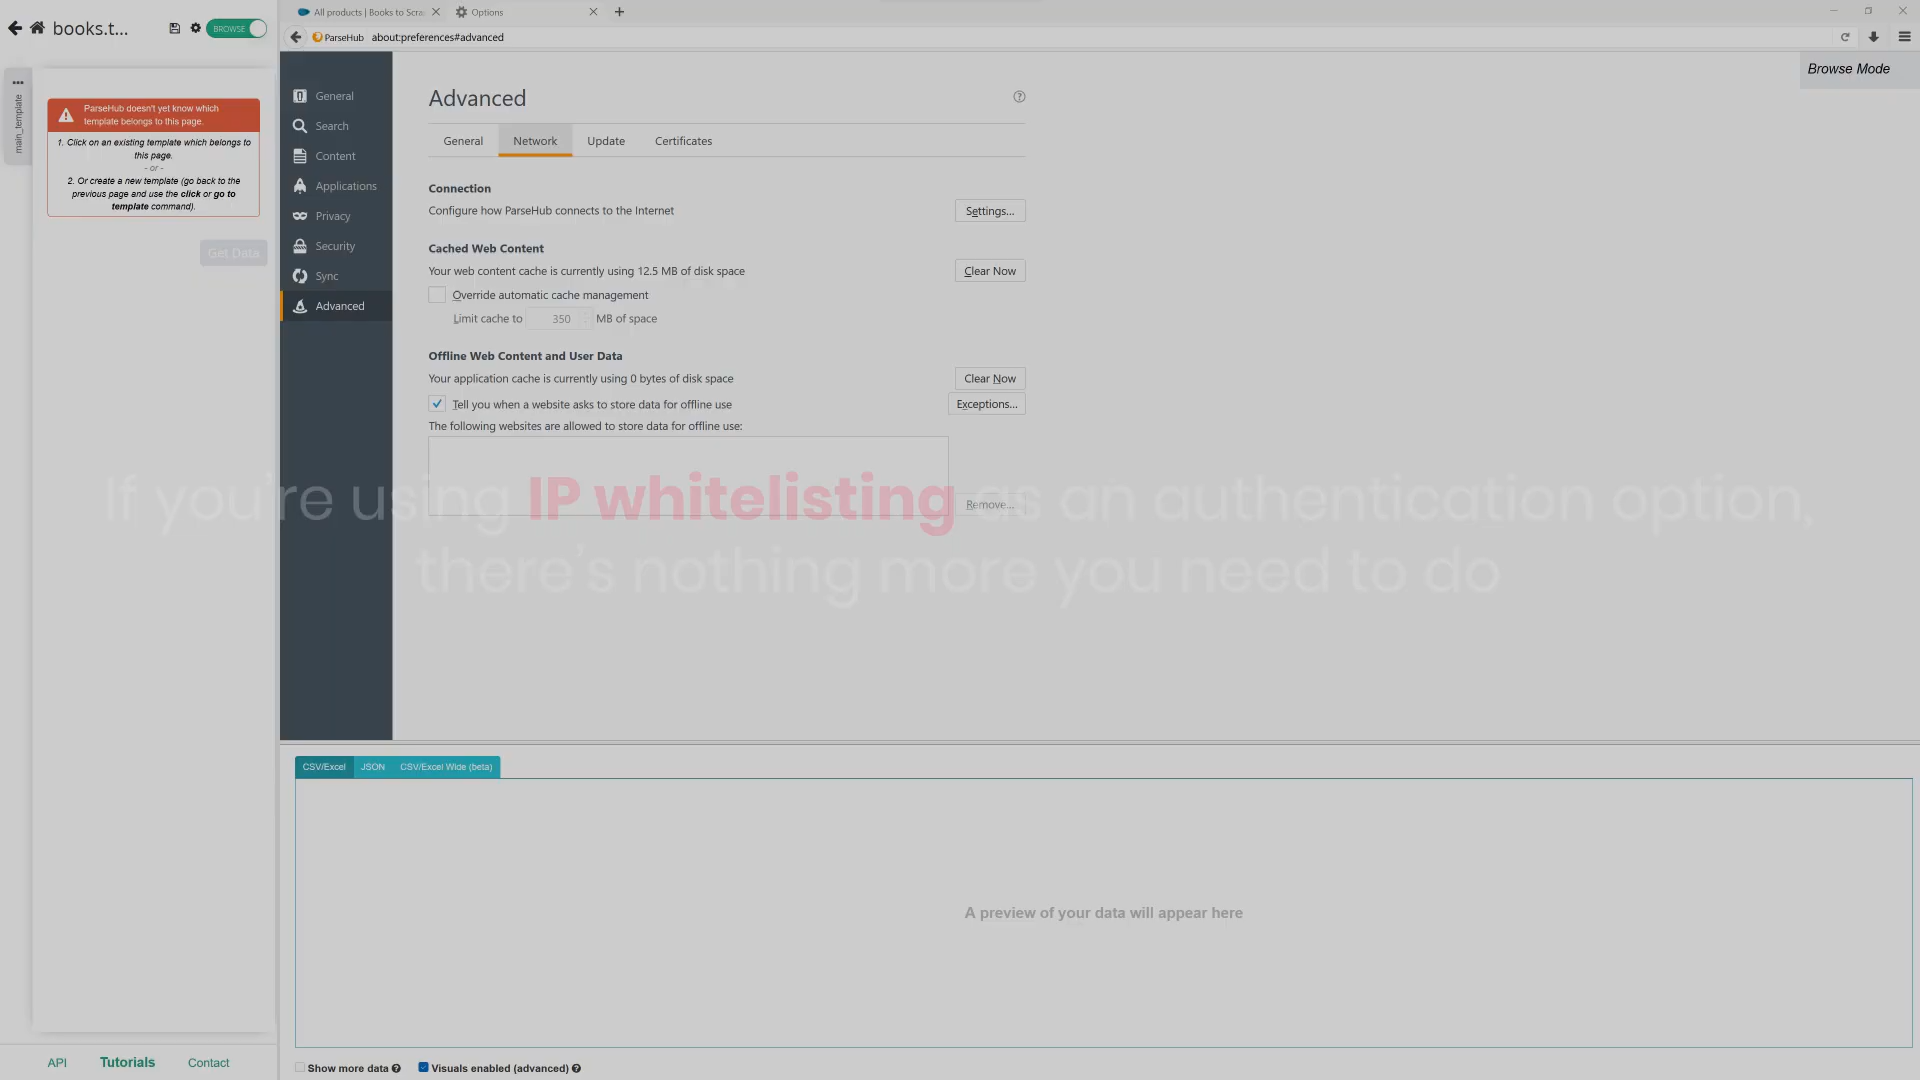 books.t...
BROWSE
All products | Books to Scra
Options
ParseHub
about:preferences#advanced
Browse Mode
main_template
ParseHub doesn't yet know which
template belongs to this page.
1. Click on an existing template which belongs to
this page.
- or -
2. Or create a new template (go back to the
previous page and use the click or go to
template command).
Get Data
General
Search
Content
Applications
Privacy
Security
Sync
Advanced
Advanced
General
Network
Update
Certificates
Connection
Configure how ParseHub connects to the Internet
Settings...
Cached Web Content
Your web content cache is currently using 12.5 MB of disk space
Clear Now
Override automatic cache management
Limit cache to 350 MB of space
Offline Web Content and User Data
Your application cache is currently using 0 bytes of disk space
Clear Now
Tell you when a website asks to store data for offline use
Exceptions...
The following websites are allowed to store data for offline use:
Remove...
If you're using IP whitelisting as an authentication option,
there's nothing more you need to do
CSV/Excel
JSON
CSV/Excel Wide (beta)
A preview of your data will appear here
API
Tutorials
Contact
Show more data
Visuals enabled (advanced)